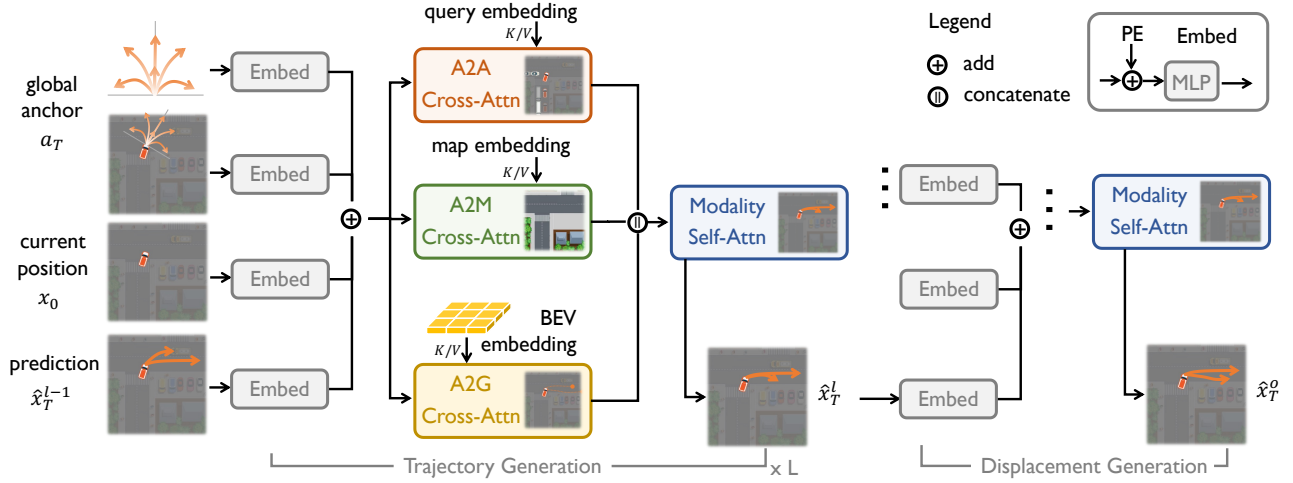 global
anchor
a_T
current
position
x_0
prediction
x̂_T^{l−1}
Embed
Embed
Embed
Embed
query embedding
K/V
A2A
Cross-Attn
map embedding
K/V
A2M
Cross-Attn
BEV
embedding
K/V
A2G
Cross-Attn
Modality
Self-Attn
x̂_T^l
Trajectory Generation
x L
Legend
add
concatenate
PE
Embed
MLP
Embed
Embed
Embed
Modality
Self-Attn
x̂_T^o
Displacement Generation